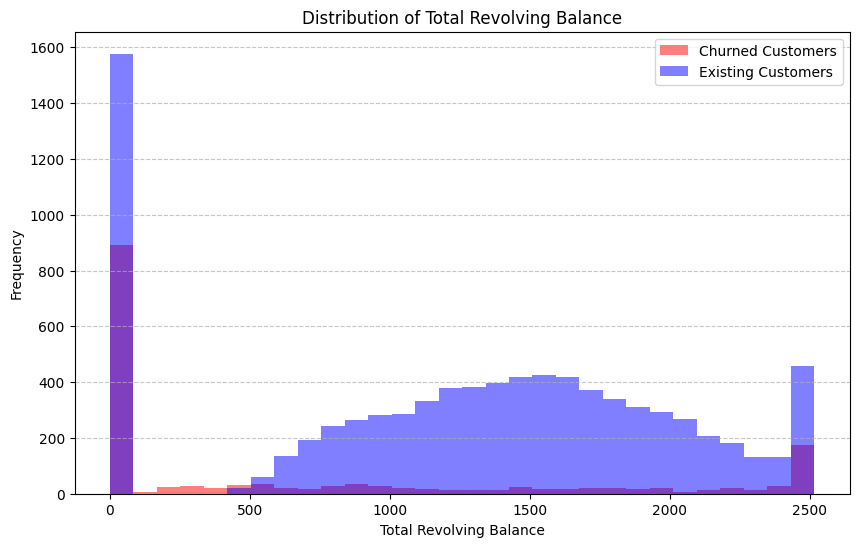 Distribution of Total Revolving Balance
Churned Customers
Existing Customers
Frequency
1600
1400
1200
1000
800
600
400
200
0
0 500 1000 1500 2000 2500
Total Revolving Balance